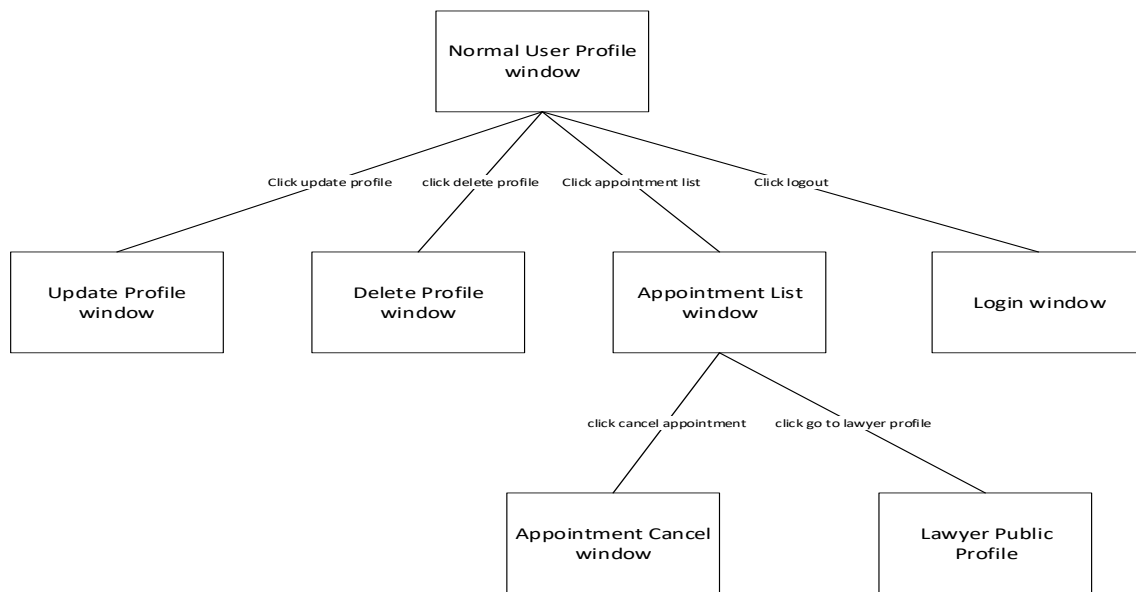 Normal User Profile
window
Click update profile
click delete profile
Click appointment list
Click logout
Update Profile
window
Delete Profile
window
Appointment List
window
Login window
click cancel appointment
click go to lawyer profile
Appointment Cancel
window
Lawyer Public
Profile